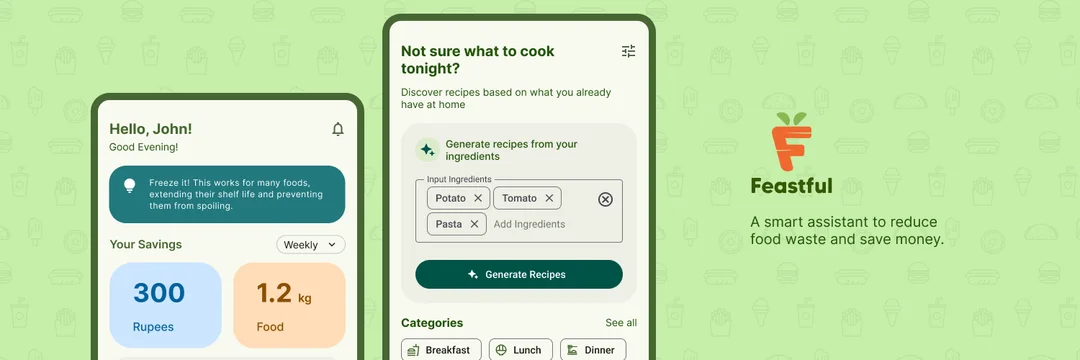 Hello, John!
Good Evening!
Freeze it! This works for many foods,
extending their shelf life and preventing
them from spoiling.
Your Savings
Weekly
300
Rupees
1.2 kg
Food
Not sure what to cook
tonight?
Discover recipes based on what you already
have at home
Generate recipes from your
ingredients
Input Ingredients
Potato
Tomato
Pasta
Add Ingredients
Generate Recipes
Categories
See all
Breakfast
Lunch
Dinner
Feastful
A smart assistant to reduce
food waste and save money.